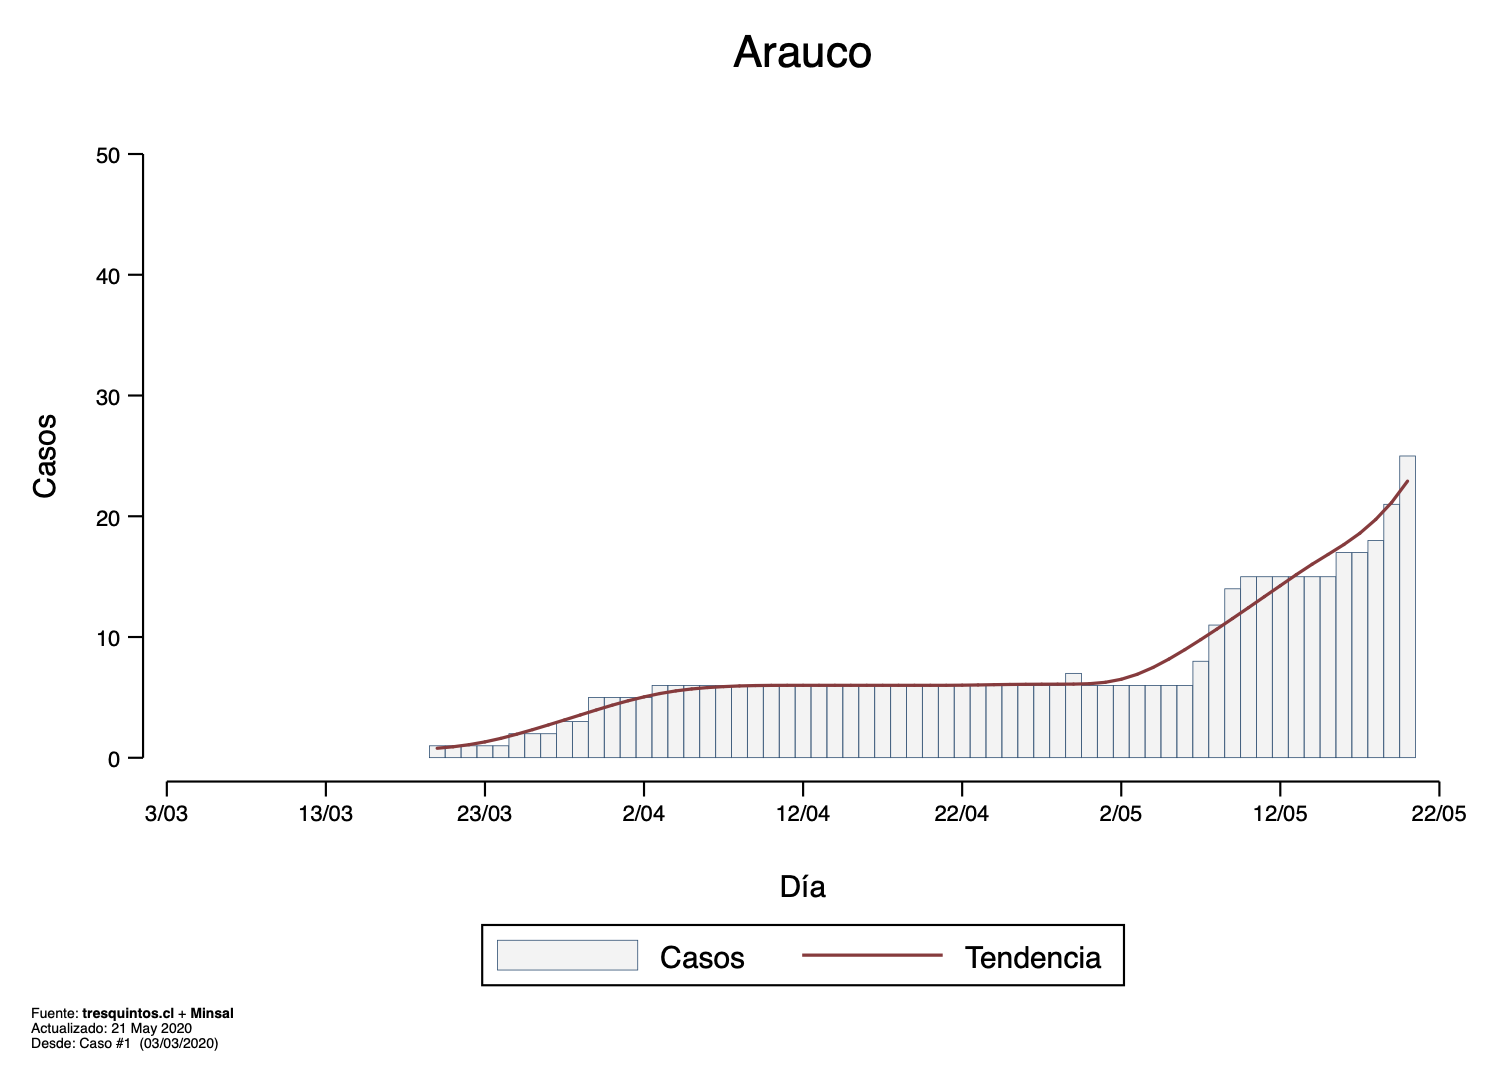 Arauco
50
40
30
20
10
0
Casos
3/03 13/03 23/03 2/04 12/04 22/04 2/05 12/05 22/05
Día
Casos Tendencia
Fuente: tresquintos.cl + Minsal
Actualizado: 21 May 2020
Desde: Caso #1 (03/03/2020)